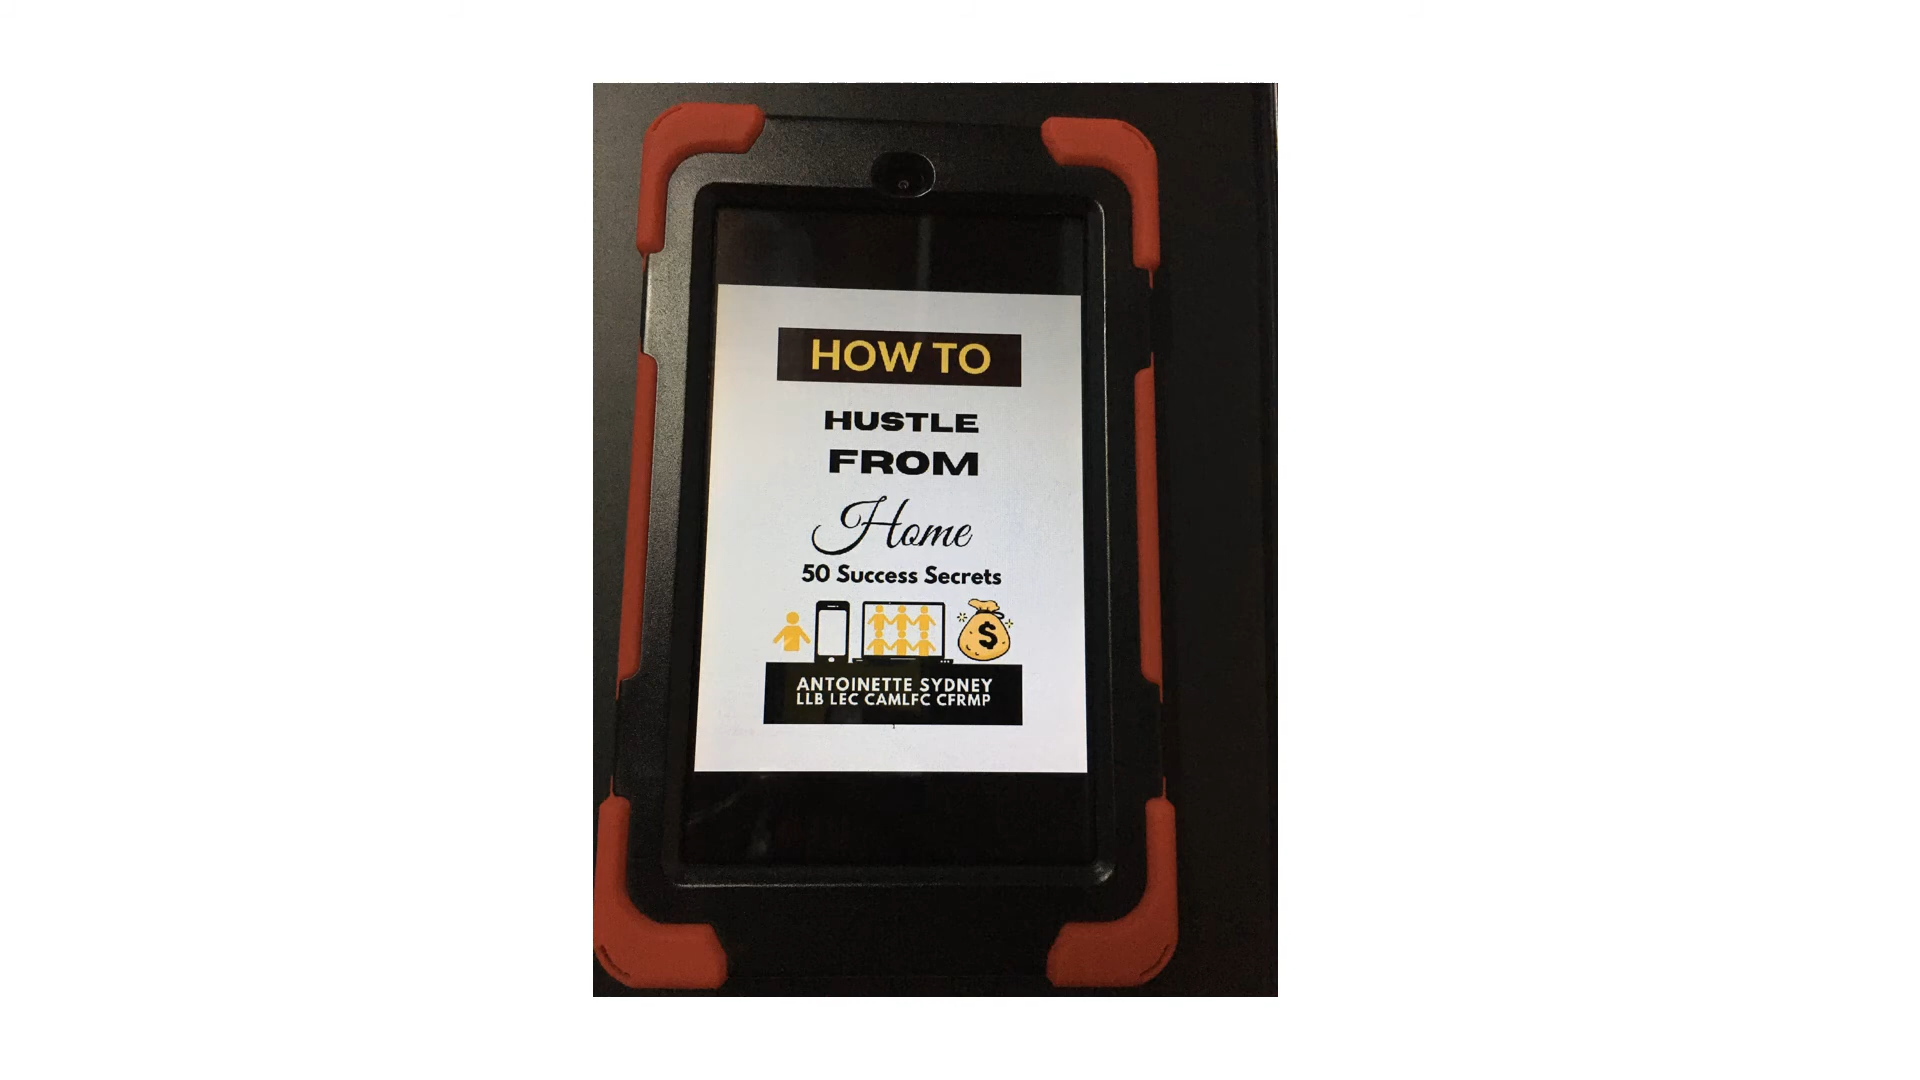 HOW TO
HUSTLE
FROM
Home
50 Success Secrets
$
ANTOINETTE SYDNEY
LLB LEC CAMLFC CFRMP